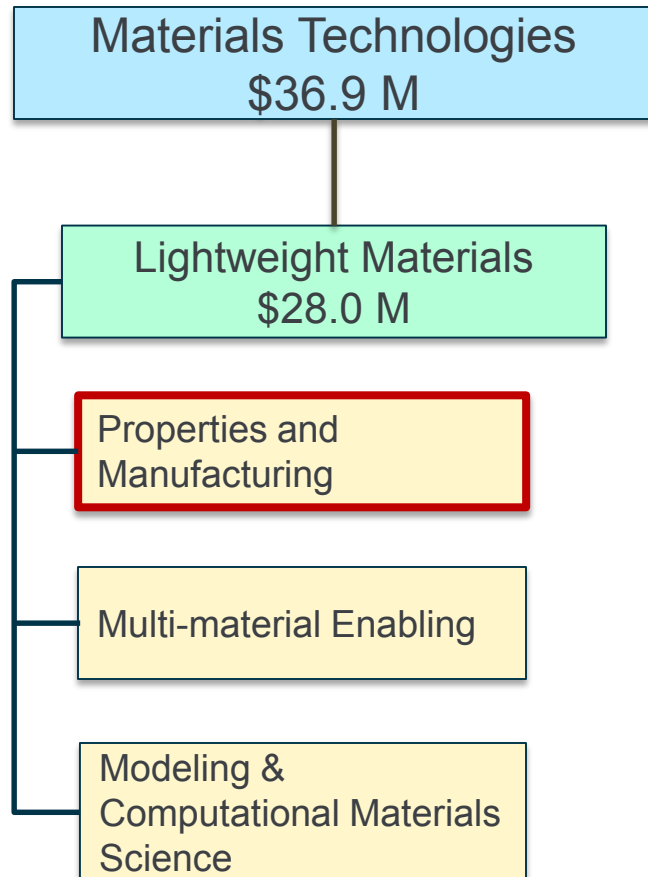 Materials Technologies
$36.9 M
Lightweight Materials
$28.0 M
Properties and
Manufacturing
Multi-material Enabling
Modeling &
Computational Materials
Science